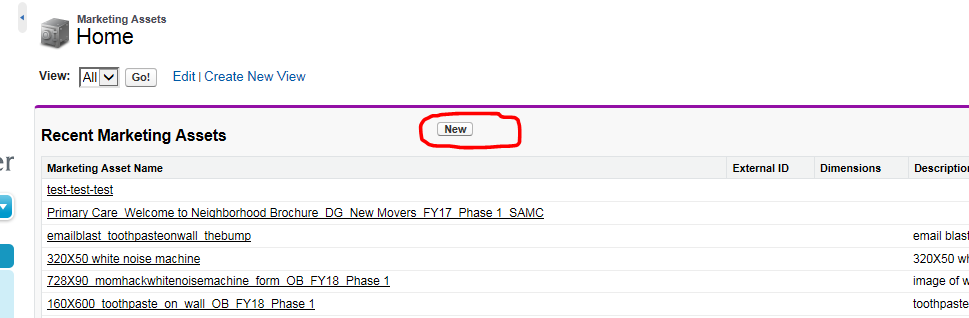 Marketing Assets
Home
View: All Go! Edit | Create New View
Recent Marketing Assets New
Marketing Asset Name External ID Dimensions Description
test-test-test
Primary Care_Welcome to Neighborhood Brochure_DG_New Movers_FY17_Phase 1_SAMC
er
emailblast_toothpasteonwall_thebump email blast
320X50 white noise machine 320X50 wh
728X90_momhackwhitenoisemachine_form_OB_FY18_Phase 1 image of w
160X600_toothpaste_on_wall_OB_FY18_Phase 1 toothpaste